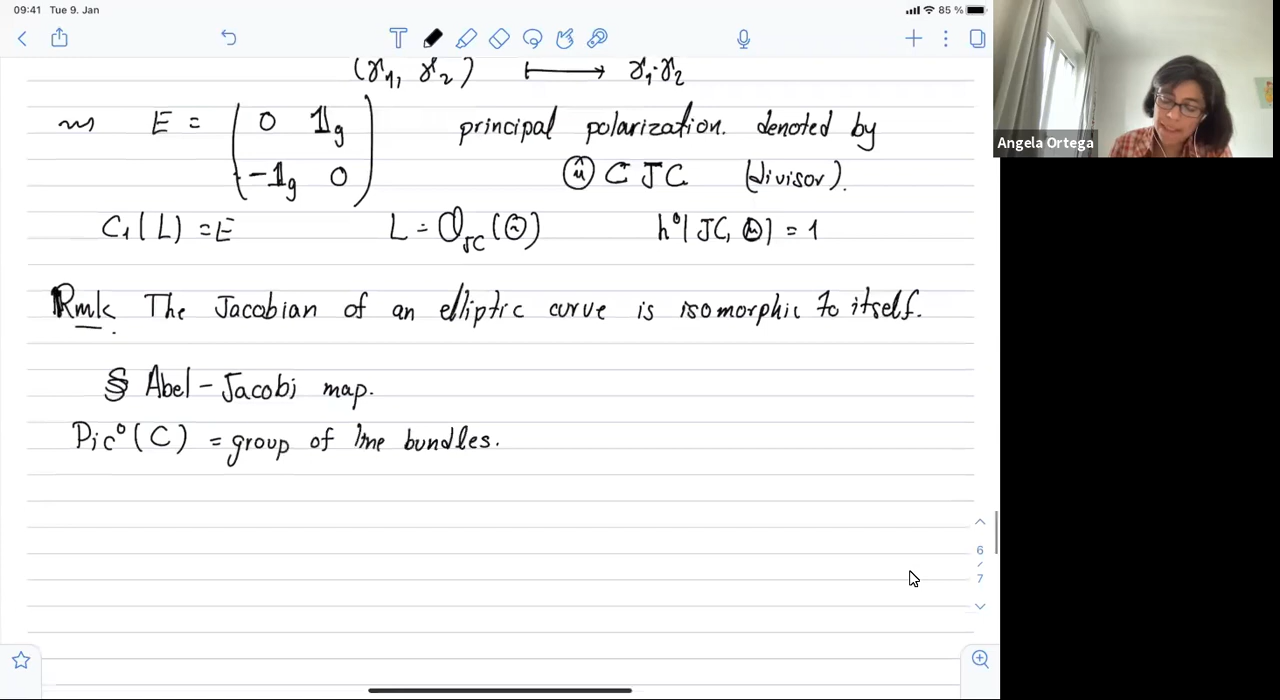 09:41 Tue 9. Jan
85 %
(γ₁, γ₂) ⟼ γ₁·γ₂
⇝ E = ( 0 1_g ; -1_g 0 ) principal polarization. denoted by
Θ ⊂ JC (divisor).
C₁(L) = E L = O_JC(Θ) h⁰(JC, Θ) = 1
Rmk. The Jacobian of an elliptic curve is isomorphic to itself.
§ Abel-Jacobi map.
Pic⁰(C) = group of line bundles.
6
/
7
Angela Ortega